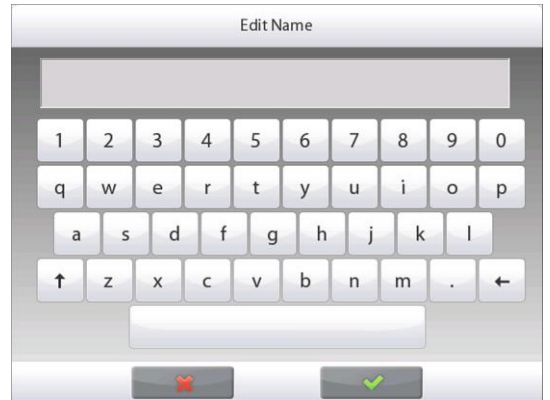 Edit Name
1 2 3 4 5 6 7 8 9 0
q w e r t y u i o p
a s d f g h j k l
↑ z x c v b n m . ←